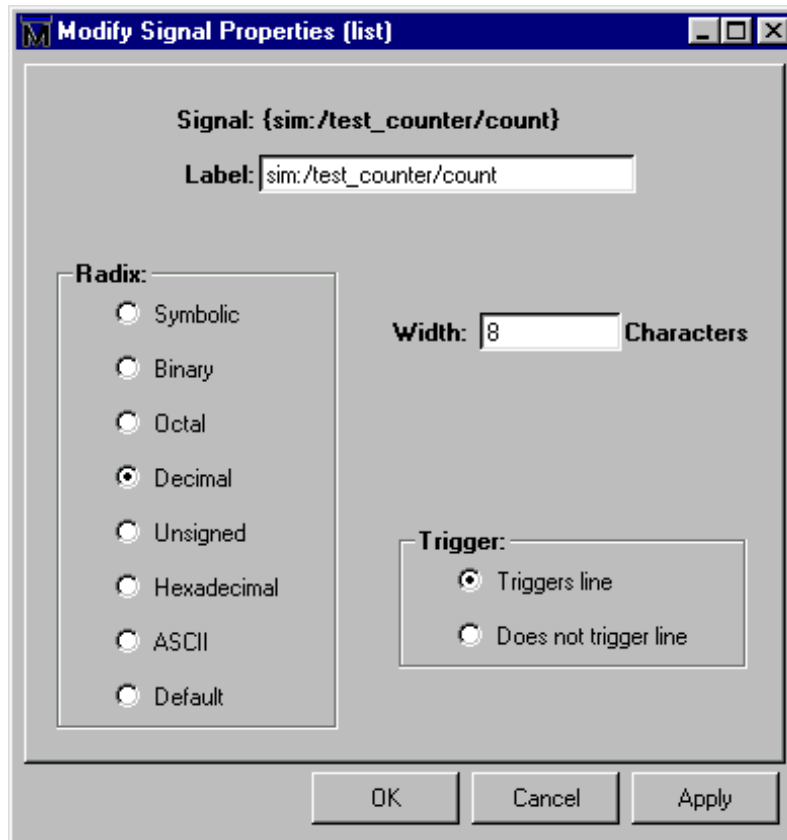 Modify Signal Properties (list)
Signal: {sim:/test_counter/count}
Label: sim:/test_counter/count
Radix:
Symbolic
Binary
Octal
Decimal
Unsigned
Hexadecimal
ASCII
Default
Width: 8 Characters
Trigger:
Triggers line
Does not trigger line
OK Cancel Apply